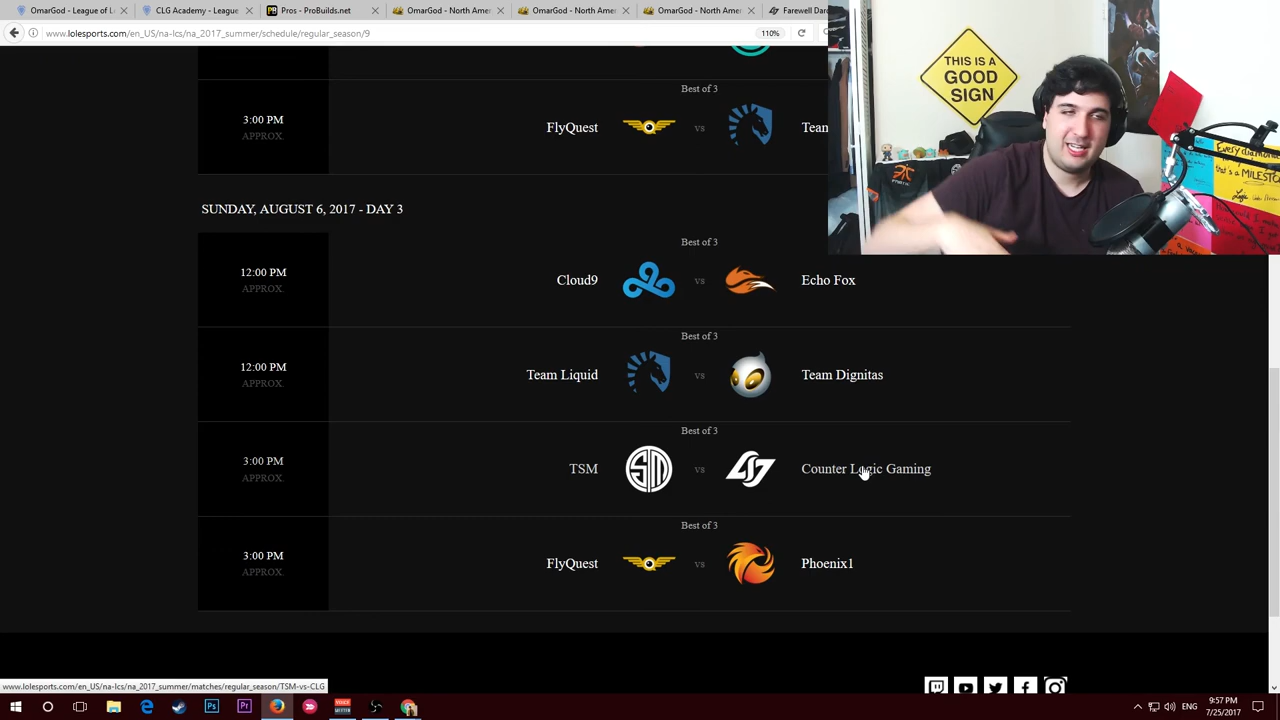 OmarGod - League of L
CLG Academy - League
Pros - ProBuilds.net
OmarGod - North Amer
OmarGod - North Amer
OmarGod - North Amer
Farewell Dar
www.lolesports.com/en_US/na-lcs/na_2017_summer/schedule/regular_season/9
110%
THIS IS A
GOOD
SIGN
Best of 3
3:00 PM
APPROX.
FlyQuest
vs
Team
FNATIC
Every diamond
that's a MILESTO
SUNDAY, AUGUST 6, 2017 - DAY 3
Best of 3
12:00 PM
APPROX.
Cloud9
vs
Echo Fox
Best of 3
12:00 PM
APPROX.
Team Liquid
vs
Team Dignitas
Best of 3
3:00 PM
APPROX.
TSM
vs
Counter Logic Gaming
Best of 3
3:00 PM
APPROX.
FlyQuest
vs
Phoenix1
www.lolesports.com/en_US/na-lcs/na_2017_summer/matches/regular_season/TSM-vs-CLG
ENG
9:57 PM
7/25/2017